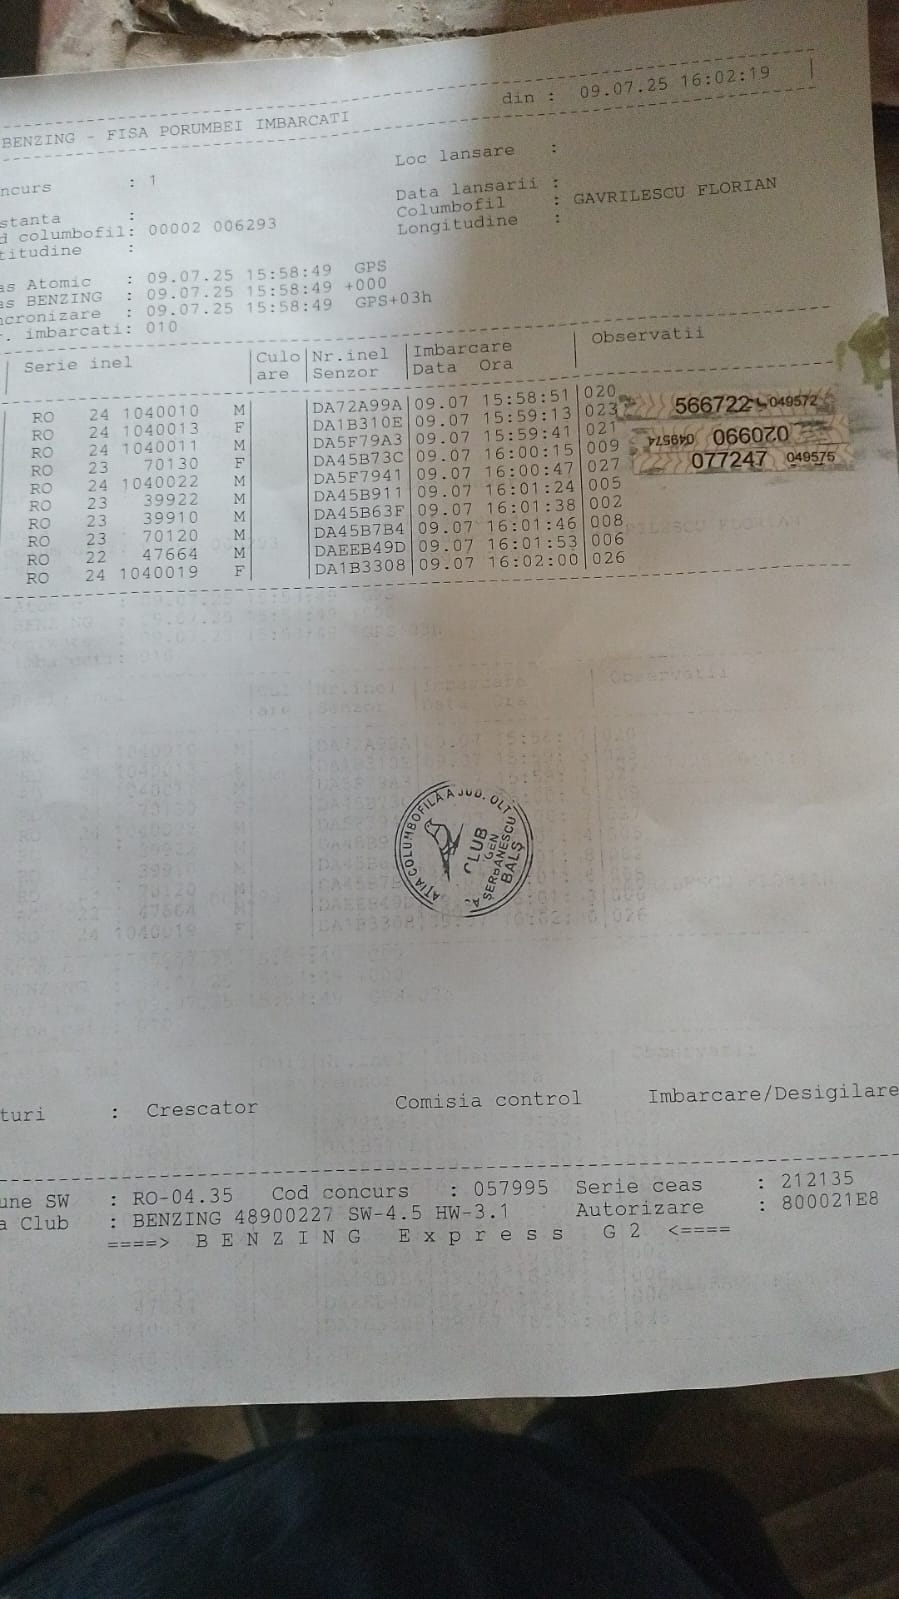 din : 09.07.25 16:02:19
BENZING - FISA PORUMBEI IMBARCATI
ncurs : 1 Loc lansare :
Data lansarii :
stanta :
d columbofil: 00002 006293 Columbofil : GAVRILESCU FLORIAN
titudine : Longitudine :
as Atomic : 09.07.25 15:58:49 GPS
as BENZING : 09.07.25 15:58:49 +000
ncronizare : 09.07.25 15:58:49 GPS+03h
. imbarcati: 010
Serie inel Culo Nr.inel Imbarcare Observatii
are Senzor Data Ora
RO 24 1040010 M DA72A99A 09.07 15:58:51 020
RO 24 1040013 F DA1B310E 09.07 15:59:13 023
RO 24 1040011 M DA5F79A3 09.07 15:59:41 021
RO 23 70130 F DA45B73C 09.07 16:00:15 009
RO 24 1040022 M DA5F7941 09.07 16:00:47 027
RO 23 39922 M DA45B911 09.07 16:01:24 005
RO 23 39910 M DA45B63F 09.07 16:01:38 002
RO 23 70120 M DA45B7B4 09.07 16:01:46 008
RO 22 47664 M DAEEB49D 09.07 16:01:53 006
RO 24 1040019 F DA1B3308 09.07 16:02:00 026
566722 049572
066020 049574
077247 049575
ATIA COLUMBOFILA A JUD. OLT
CLUB
GEN
ȘERBĂNESCU
BALȘ
turi : Crescator Comisia control Imbarcare/Desigilare
une SW : RO-04.35 Cod concurs : 057995 Serie ceas : 212135
a Club : BENZING 48900227 SW-4.5 HW-3.1 Autorizare : 800021E8
====> B E N Z I N G E x p r e s s G 2 <====